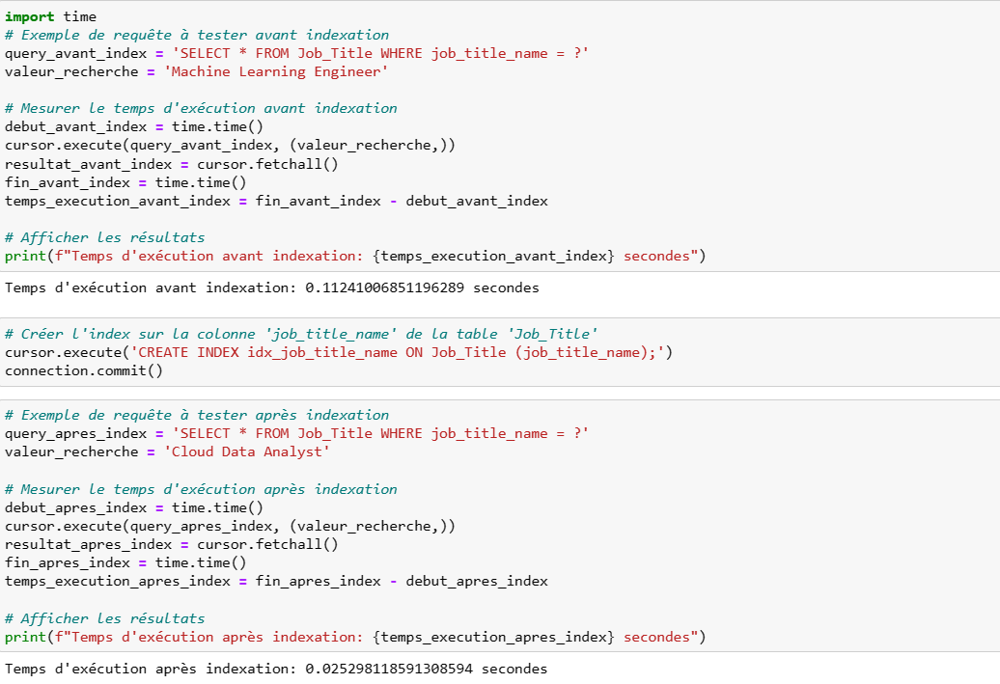 import time
# Exemple de requête à tester avant indexation
query_avant_index = 'SELECT * FROM Job_Title WHERE job_title_name = ?'
valeur_recherche = 'Machine Learning Engineer'
# Mesurer le temps d'exécution avant indexation
debut_avant_index = time.time()
cursor.execute(query_avant_index, (valeur_recherche,))
resultat_avant_index = cursor.fetchall()
fin_avant_index = time.time()
temps_execution_avant_index = fin_avant_index - debut_avant_index
# Afficher les résultats
print(f"Temps d'exécution avant indexation: {temps_execution_avant_index} secondes")
Temps d'exécution avant indexation: 0.11241006851196289 secondes
# Créer l'index sur la colonne 'job_title_name' de la table 'Job_Title'
cursor.execute('CREATE INDEX idx_job_title_name ON Job_Title (job_title_name);')
connection.commit()
# Exemple de requête à tester après indexation
query_apres_index = 'SELECT * FROM Job_Title WHERE job_title_name = ?'
valeur_recherche = 'Cloud Data Analyst'
# Mesurer le temps d'exécution après indexation
debut_apres_index = time.time()
cursor.execute(query_apres_index, (valeur_recherche,))
resultat_apres_index = cursor.fetchall()
fin_apres_index = time.time()
temps_execution_apres_index = fin_apres_index - debut_apres_index
# Afficher les résultats
print(f"Temps d'exécution après indexation: {temps_execution_apres_index} secondes")
Temps d'exécution après indexation: 0.025298118591308594 secondes